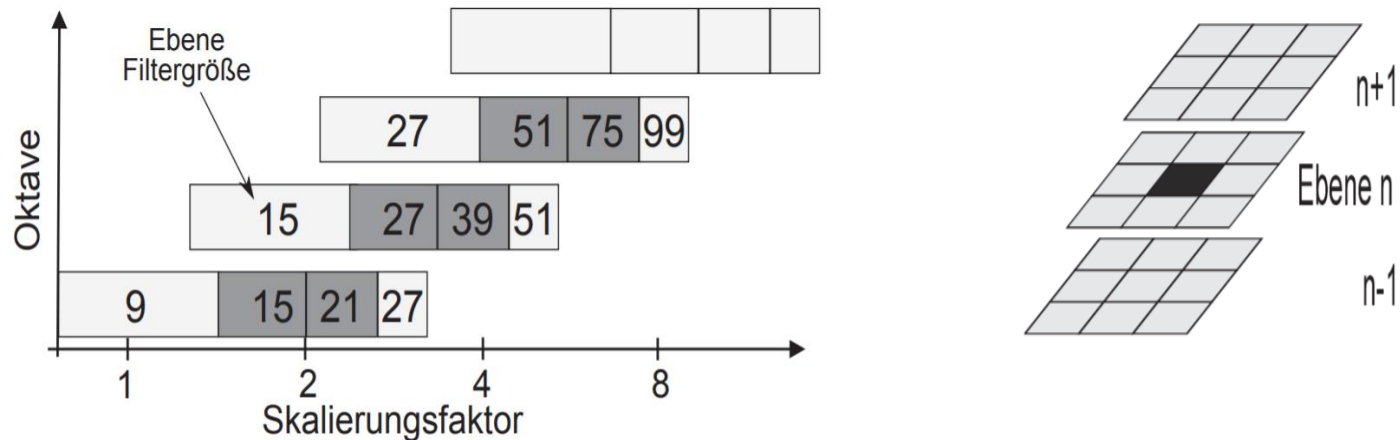 Ebene
Filtergröße
27 51 75 99
15 27 39 51
9 15 21 27
Oktave
1 2 4 8
Skalierungsfaktor
n+1
Ebene n
n-1